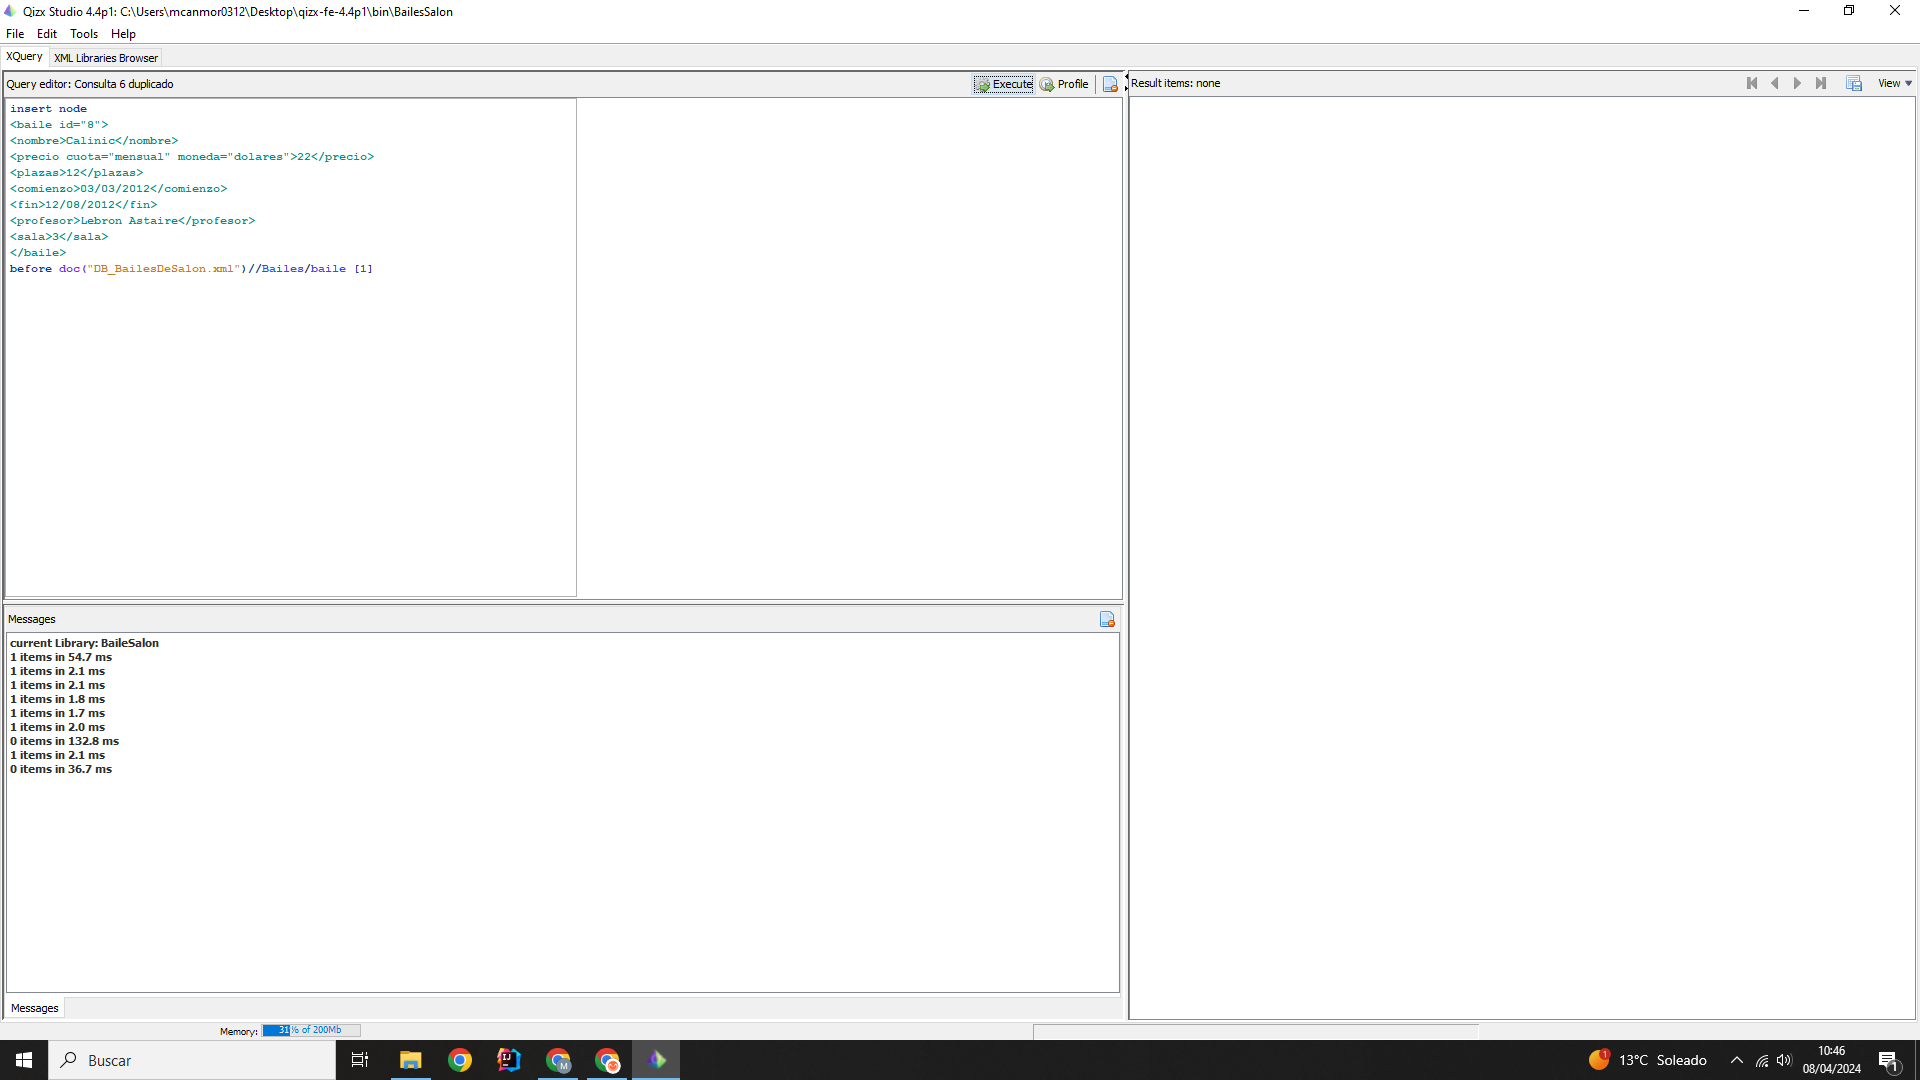 Qizx Studio 4.4p1: C:\Users\mcanmor0312\Desktop\qizx-fe-4.4p1\bin\BailesSalon
File Edit Tools Help
XQuery XML Libraries Browser
Query editor: Consulta 6 duplicado
Execute Profile
insert node
<baile id="8">
<nombre>Calinic</nombre>
<precio cuota="mensual" moneda="dolares">22</precio>
<plazas>12</plazas>
<comienzo>03/03/2012</comienzo>
<fin>12/08/2012</fin>
<profesor>Lebron Astaire</profesor>
<sala>3</sala>
</baile>
before doc("DB_BailesDeSalon.xml")//Bailes/baile [1]
Result items: none
View
Messages
current Library: BaileSalon
1 items in 54.7 ms
1 items in 2.1 ms
1 items in 2.1 ms
1 items in 1.8 ms
1 items in 1.7 ms
1 items in 2.0 ms
0 items in 132.8 ms
1 items in 2.1 ms
0 items in 36.7 ms
Messages
Memory: 31% of 200Mb
Buscar
IJ
M
1
13°C Soleado
10:46
08/04/2024
1